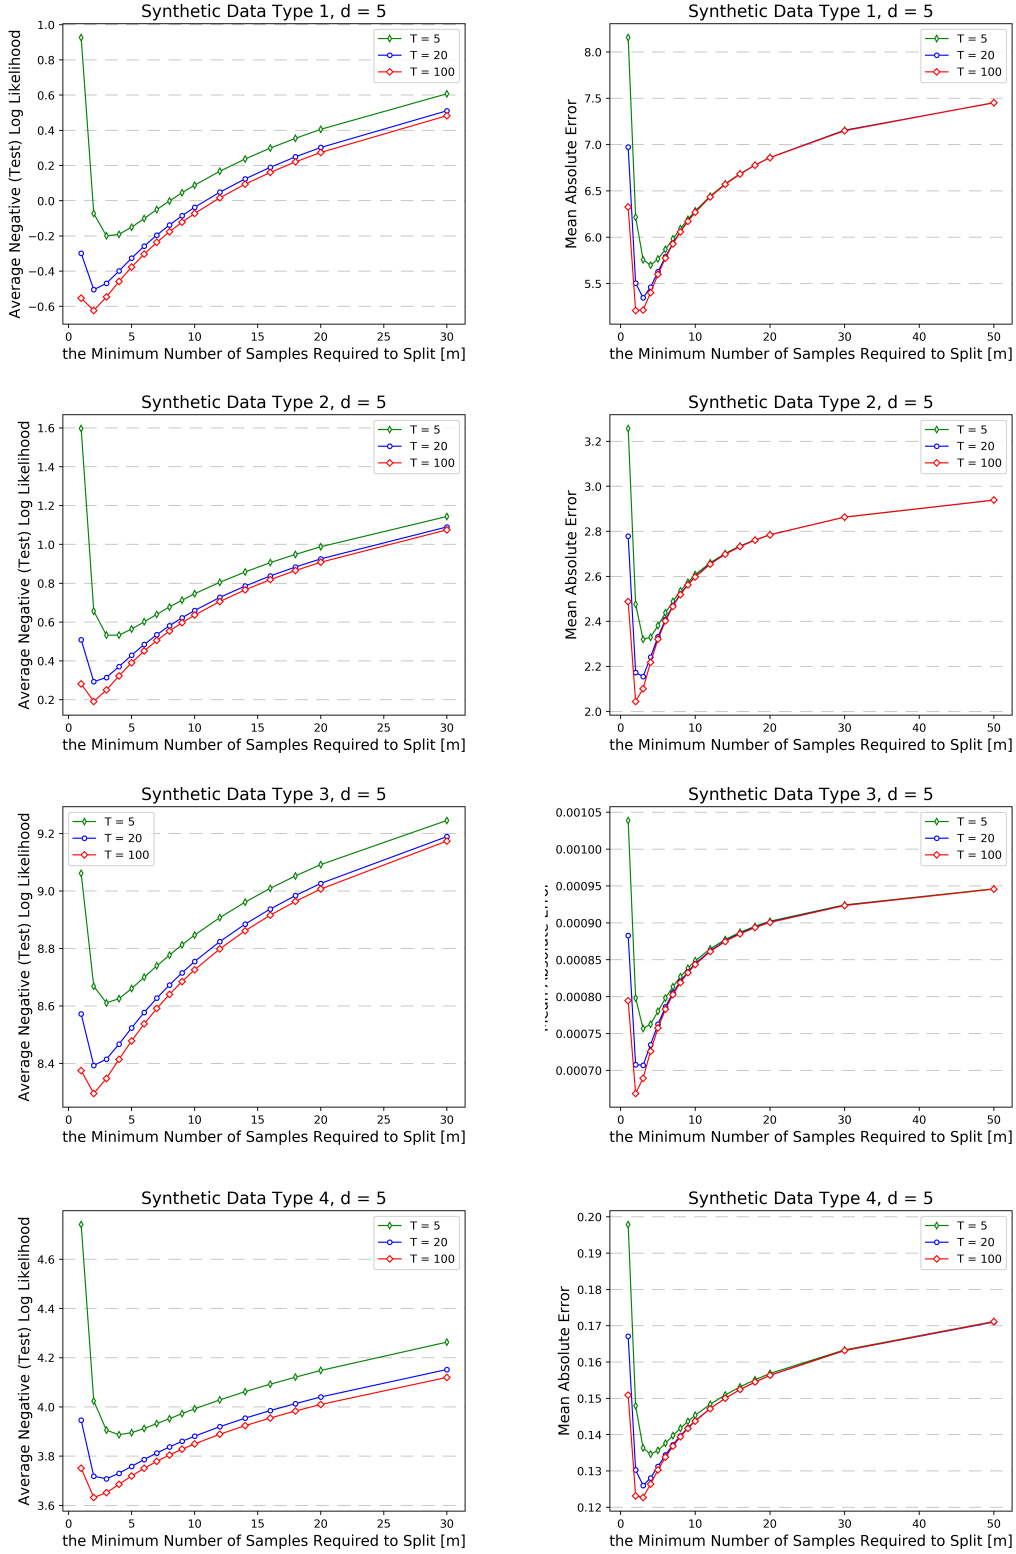 Synthetic Data Type 1, d = 5
Average Negative (Test) Log Likelihood
1.0
0.8
0.6
0.4
0.2
0.0
−0.2
−0.4
−0.6
T = 5
T = 20
T = 100
0 5 10 15 20 25 30
the Minimum Number of Samples Required to Split [m]
Synthetic Data Type 1, d = 5
Mean Absolute Error
8.0
7.5
7.0
6.5
6.0
5.5
T = 5
T = 20
T = 100
0 10 20 30 40 50
the Minimum Number of Samples Required to Split [m]
Synthetic Data Type 2, d = 5
Average Negative (Test) Log Likelihood
1.6
1.4
1.2
1.0
0.8
0.6
0.4
0.2
T = 5
T = 20
T = 100
0 5 10 15 20 25 30
the Minimum Number of Samples Required to Split [m]
Synthetic Data Type 2, d = 5
Mean Absolute Error
3.2
3.0
2.8
2.6
2.4
2.2
2.0
T = 5
T = 20
T = 100
0 10 20 30 40 50
the Minimum Number of Samples Required to Split [m]
Synthetic Data Type 3, d = 5
Average Negative (Test) Log Likelihood
9.2
9.0
8.8
8.6
8.4
T = 5
T = 20
T = 100
0 5 10 15 20 25 30
the Minimum Number of Samples Required to Split [m]
Synthetic Data Type 3, d = 5
Mean Absolute Error
0.00105
0.00100
0.00095
0.00090
0.00085
0.00080
0.00075
0.00070
T = 5
T = 20
T = 100
0 10 20 30 40 50
the Minimum Number of Samples Required to Split [m]
Synthetic Data Type 4, d = 5
Average Negative (Test) Log Likelihood
4.6
4.4
4.2
4.0
3.8
3.6
T = 5
T = 20
T = 100
0 5 10 15 20 25 30
the Minimum Number of Samples Required to Split [m]
Synthetic Data Type 4, d = 5
Mean Absolute Error
0.20
0.19
0.18
0.17
0.16
0.15
0.14
0.13
0.12
T = 5
T = 20
T = 100
0 10 20 30 40 50
the Minimum Number of Samples Required to Split [m]